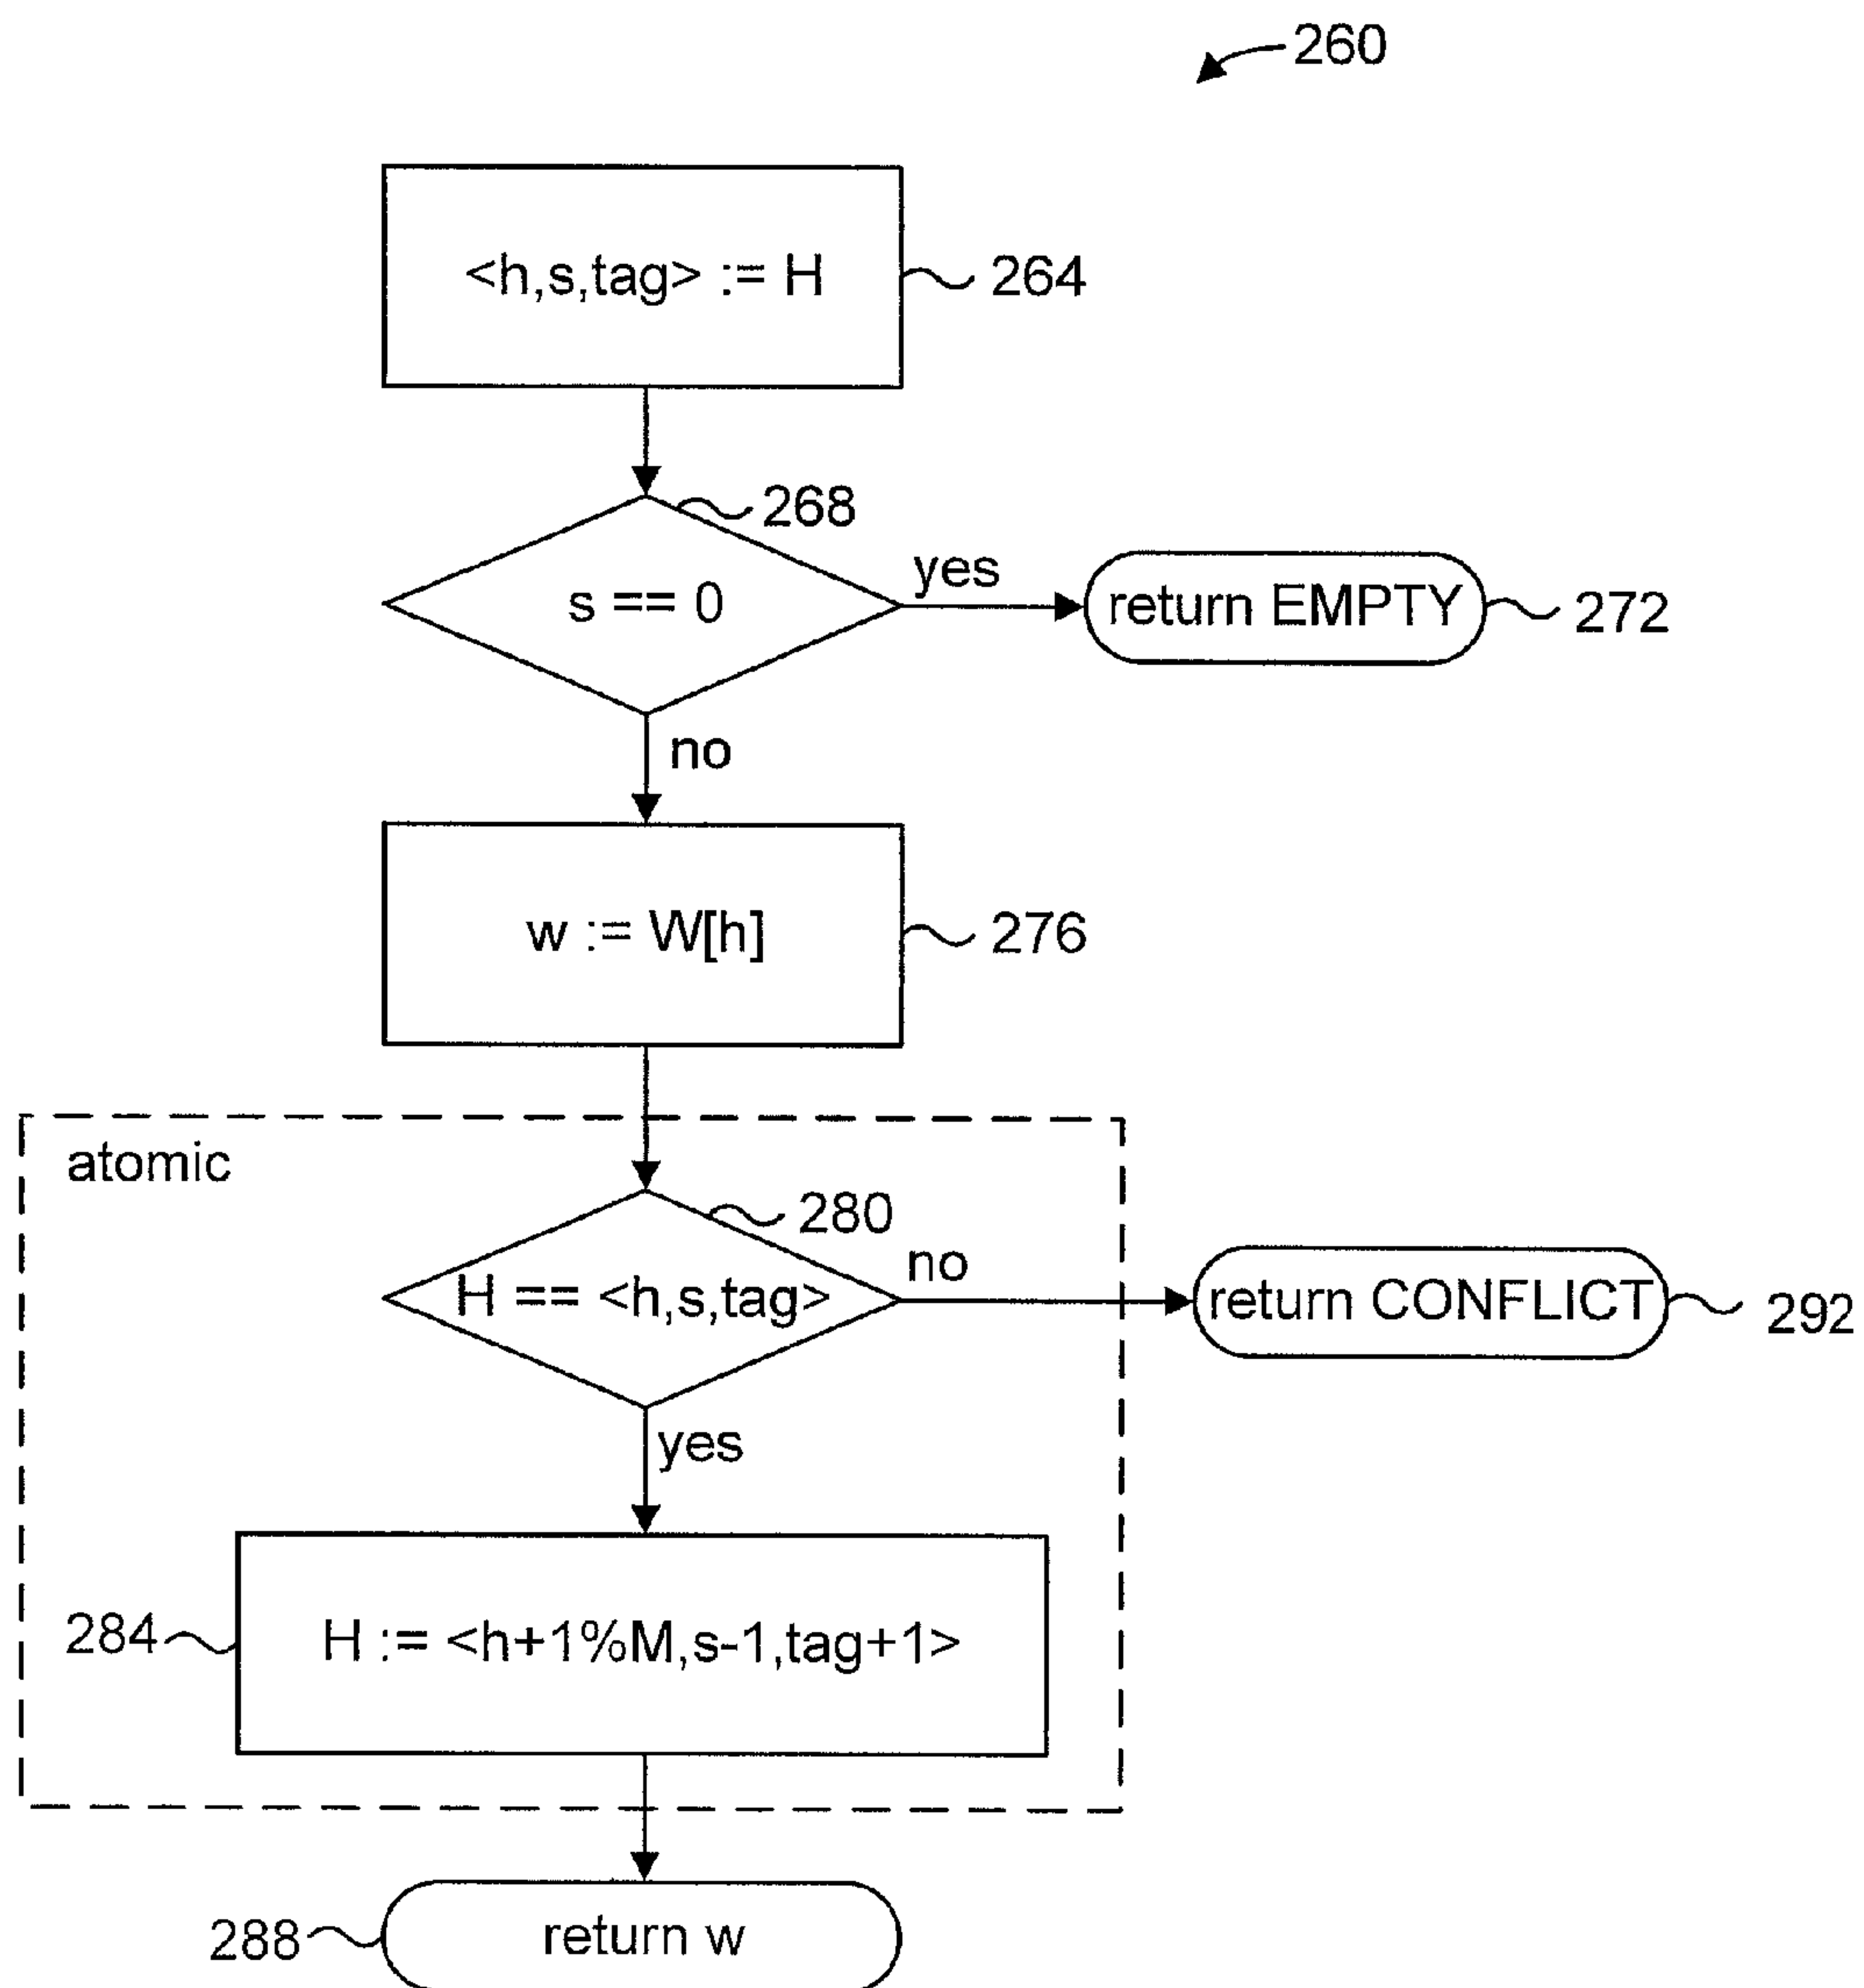 260
<h,s,tag> := H
264
268
s == 0
yes
return EMPTY
272
no
w := W[h]
276
atomic
280
H == <h,s,tag>
no
return CONFLICT
292
yes
284
H := <h+1%M,s-1,tag+1>
288
return w